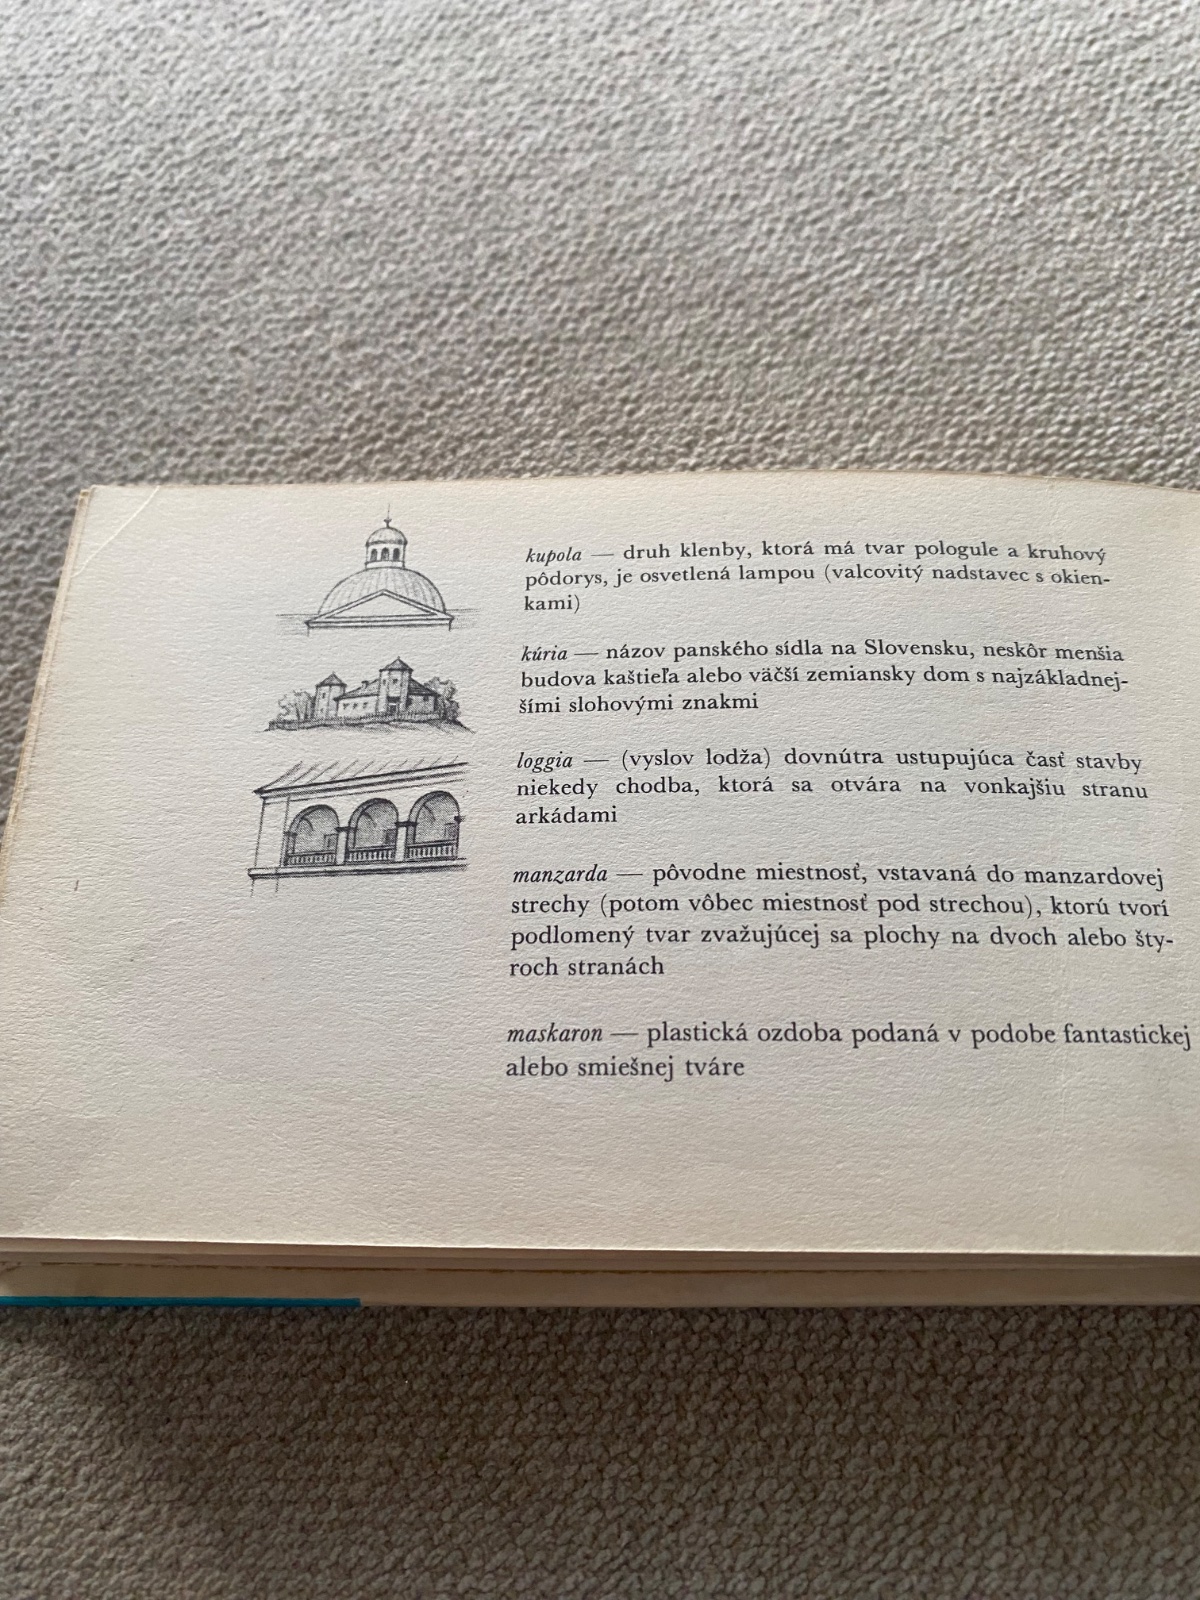 kupola — druh klenby, ktorá má tvar pologule a kruhový
pôdorys, je osvetlená lampou (valcovitý nadstavec s okien-
kami)
kúria — názov panského sídla na Slovensku, neskôr menšia
budova kaštieľa alebo väčší zemiansky dom s najzákladnej-
šími slohovými znakmi
loggia — (vyslov lodža) dovnútra ustupujúca časť stavby
niekedy chodba, ktorá sa otvára na vonkajšiu stranu
arkádami
manzarda — pôvodne miestnosť, vstavaná do manzardovej
strechy (potom vôbec miestnosť pod strechou), ktorú tvorí
podlomený tvar zvažujúcej sa plochy na dvoch alebo šty-
roch stranách
maskaron — plastická ozdoba podaná v podobe fantastickej
alebo smiešnej tváre